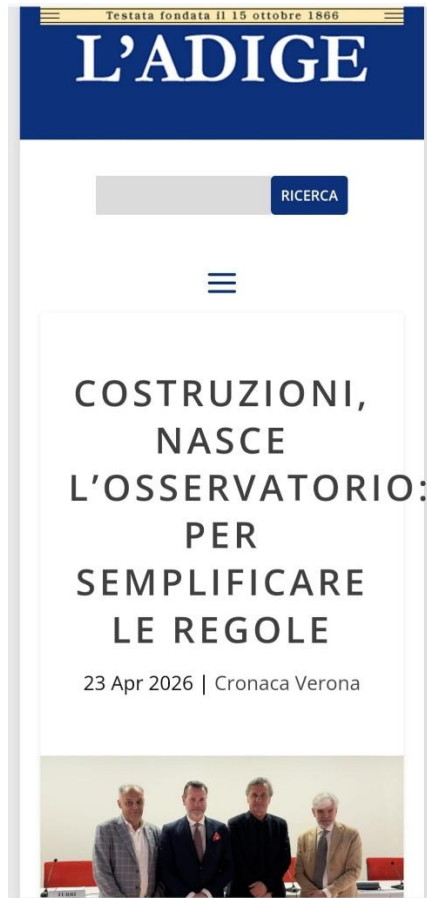 Testata fondata il 15 ottobre 1866
L'ADIGE
RICERCA
COSTRUZIONI,
NASCE
L'OSSERVATORIO:
PER
SEMPLIFICARE
LE REGOLE
23 Apr 2026 | Cronaca Verona